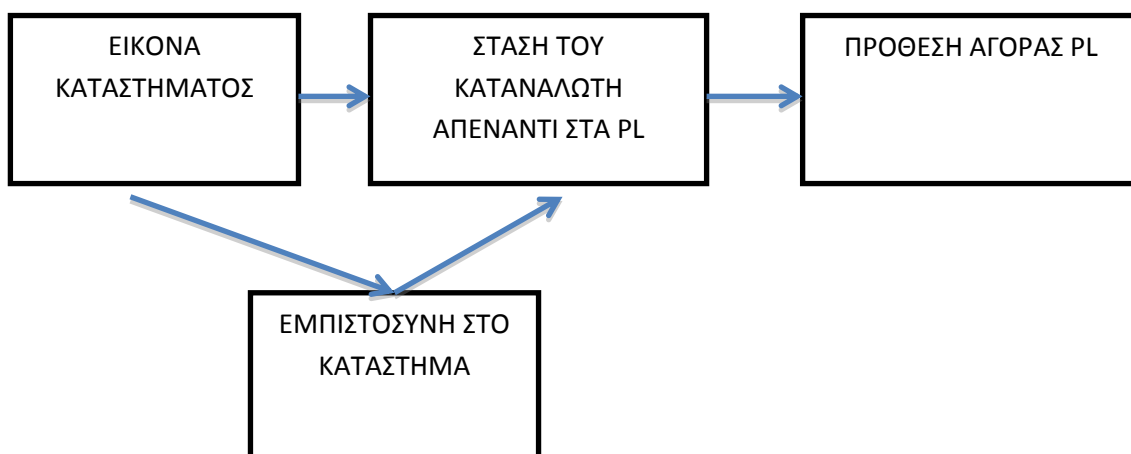 ΕΙΚΟΝΑ
ΚΑΤΑΣΤΗΜΑΤΟΣ
ΣΤΑΣΗ ΤΟΥ
ΚΑΤΑΝΑΛΩΤΗ
ΑΠΕΝΑΝΤΙ ΣΤΑ PL
ΠΡΟΘΕΣΗ ΑΓΟΡΑΣ PL
ΕΜΠΙΣΤΟΣΥΝΗ ΣΤΟ
ΚΑΤΑΣΤΗΜΑ